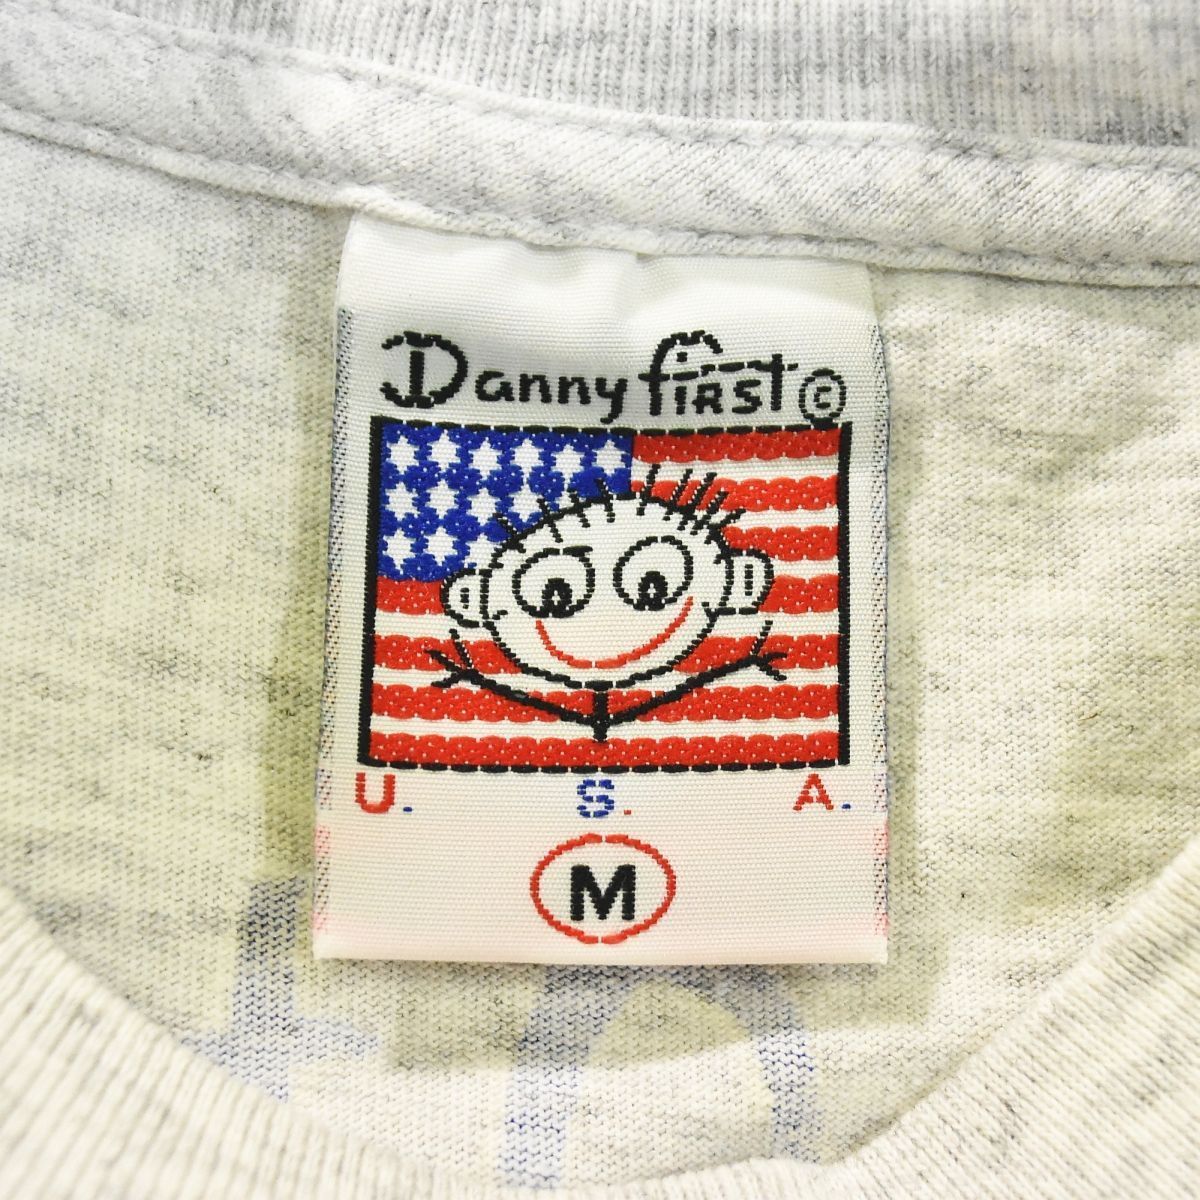 Danny First ©
U. S. A.
M